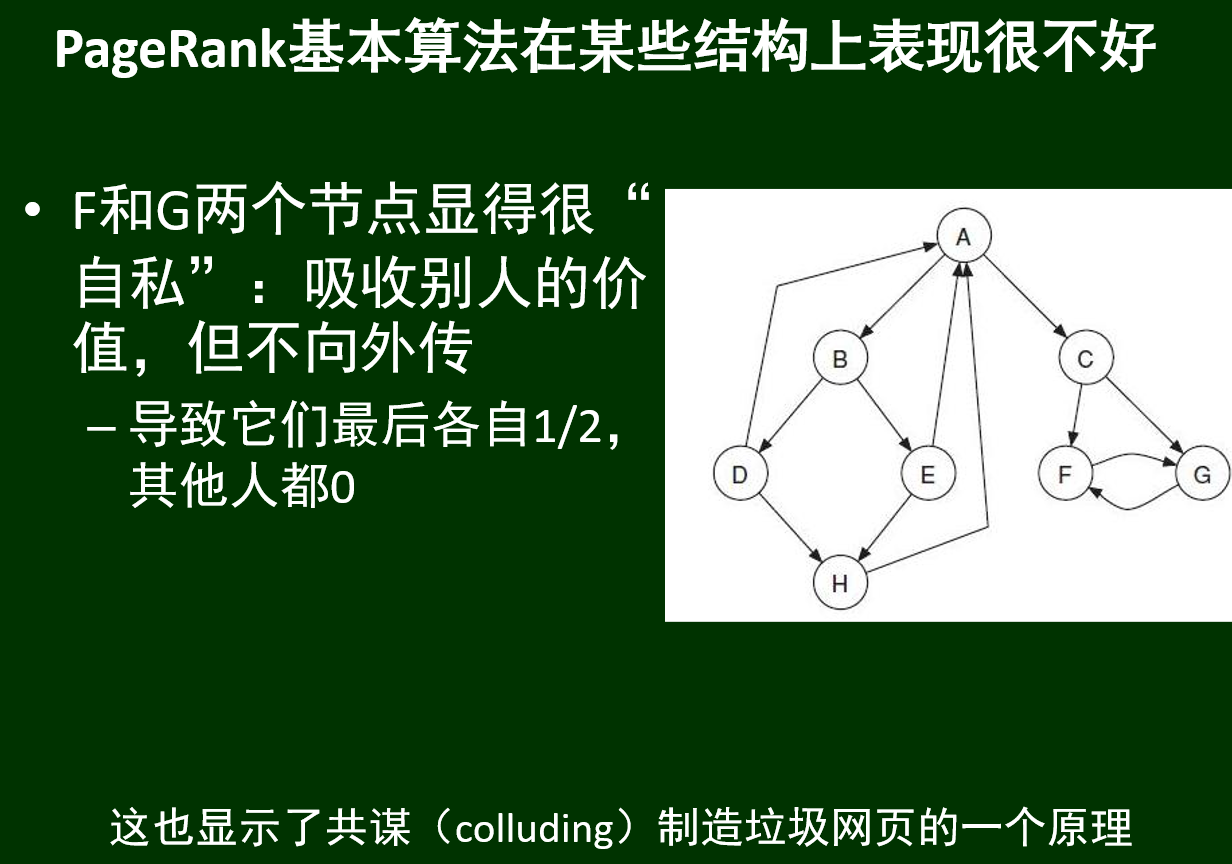 PageRank基本算法在某些结构上表现很不好
• F和G两个节点显得很“
自私”：吸收别人的价
值，但不向外传
– 导致它们最后各自1/2，
其他人都0
A
B
C
D
E
F
G
H
这也显示了共谋（colluding）制造垃圾网页的一个原理